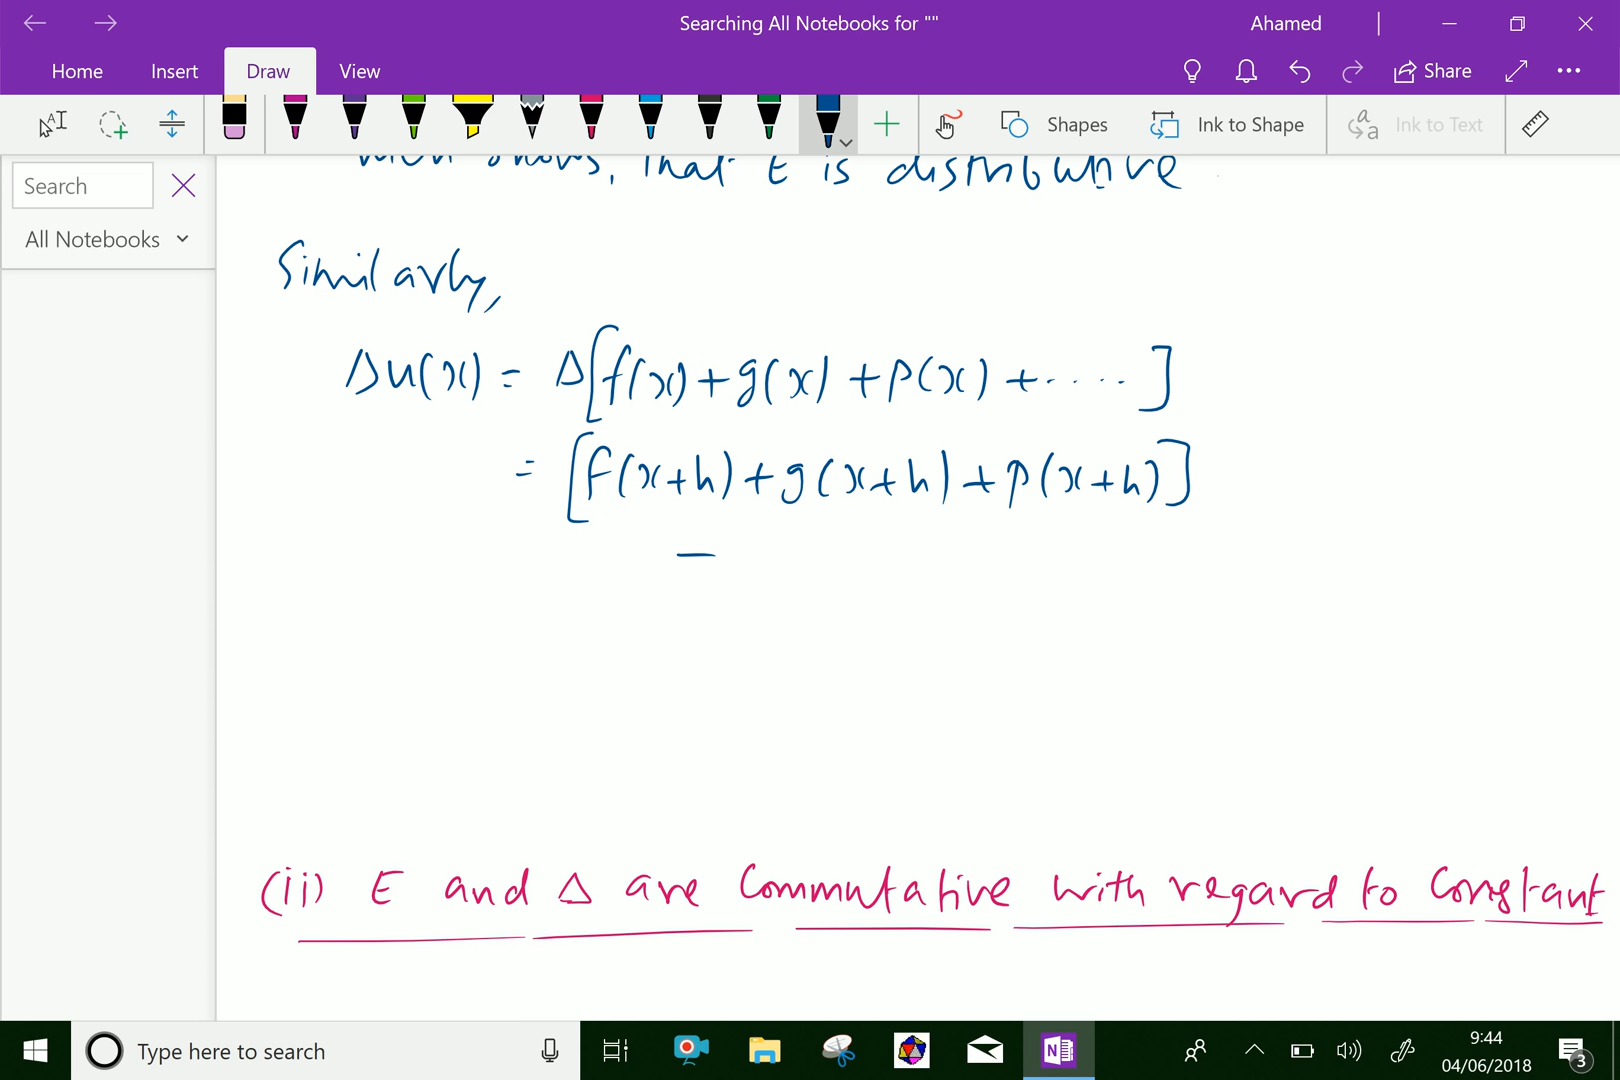 Searching All Notebooks for ""
Ahamed
Home Insert Draw View
Share
Shapes
Ink to Shape
Ink to Text
Search
All Notebooks
shows, that E is distributive
Similarly,
Δu(x) = Δ[f(x)+g(x)+p(x)+.....]
= [f(x+h)+g(x+h)+p(x+h)]
—
(ii) E and Δ are Commutative with regard to Constant
Type here to search
9:44
04/06/2018
3